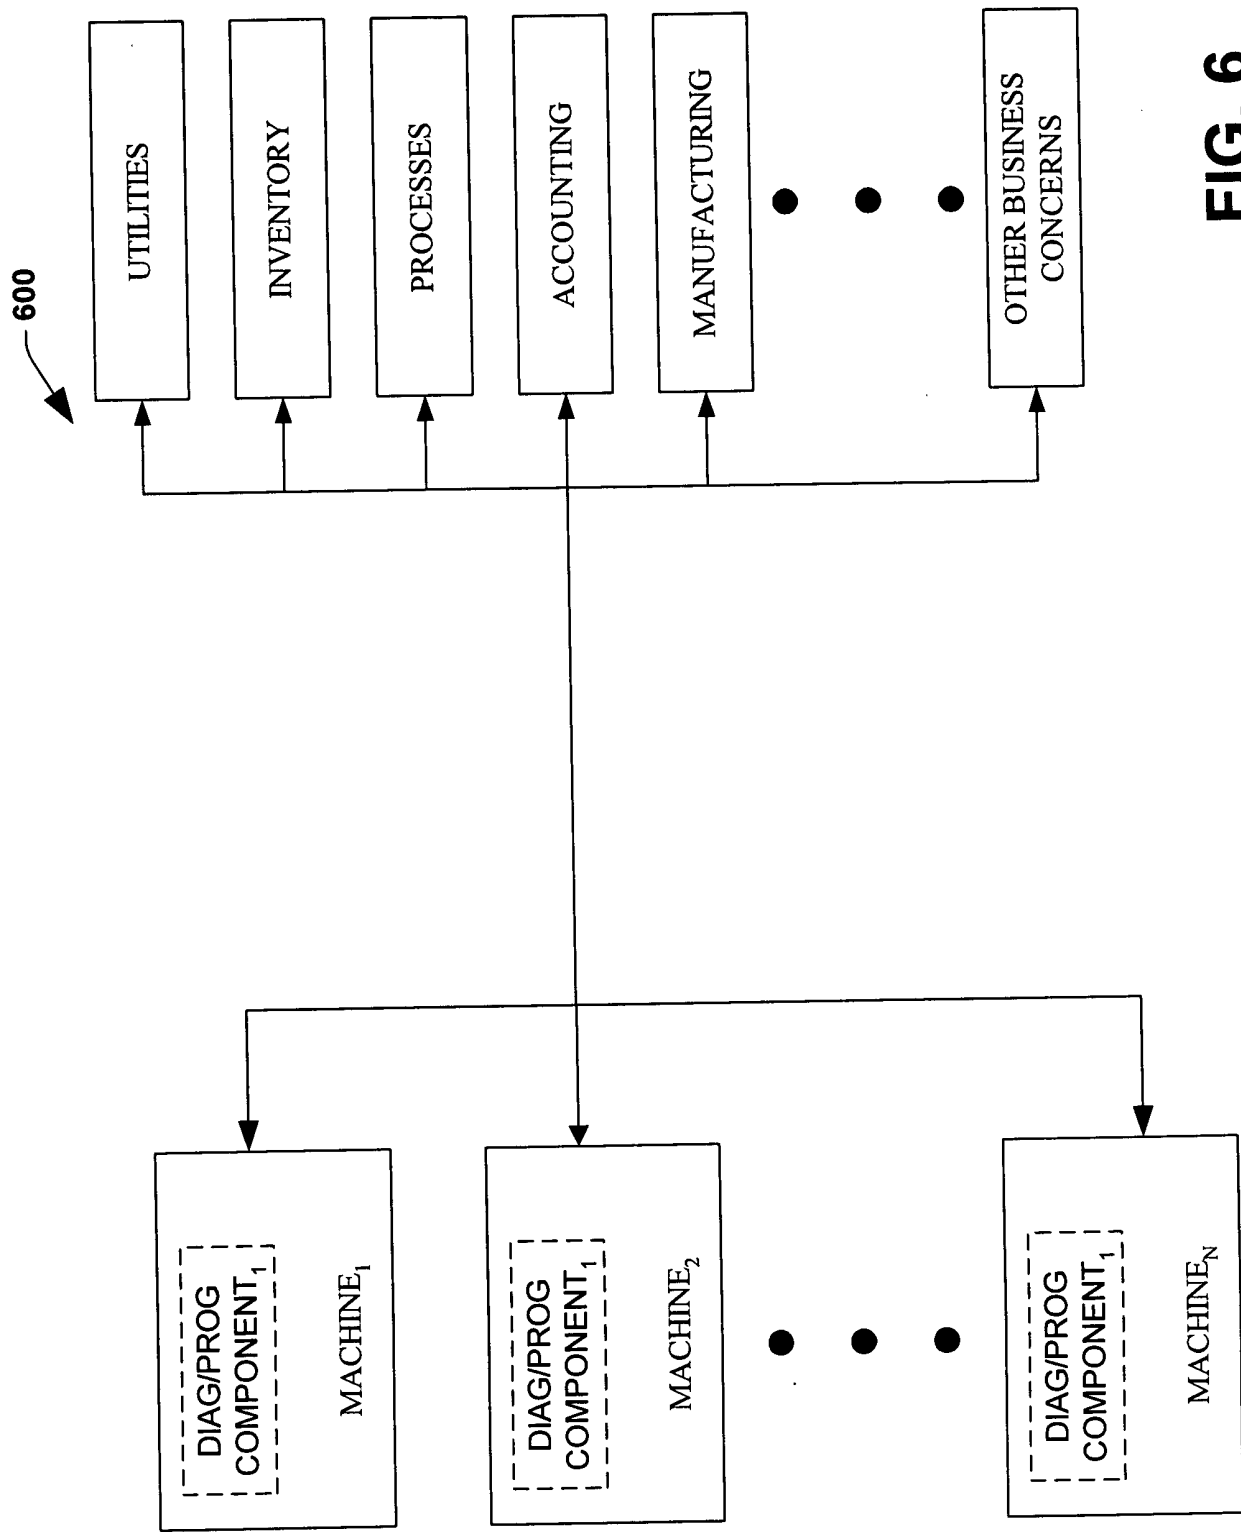 600
UTILITIES
INVENTORY
PROCESSES
ACCOUNTING
MANUFACTURING
OTHER BUSINESS
CONCERNS
DIAG/PROG
COMPONENT1
MACHINE1
DIAG/PROG
COMPONENT1
MACHINE2
DIAG/PROG
COMPONENT1
MACHINEN
FIG. 6